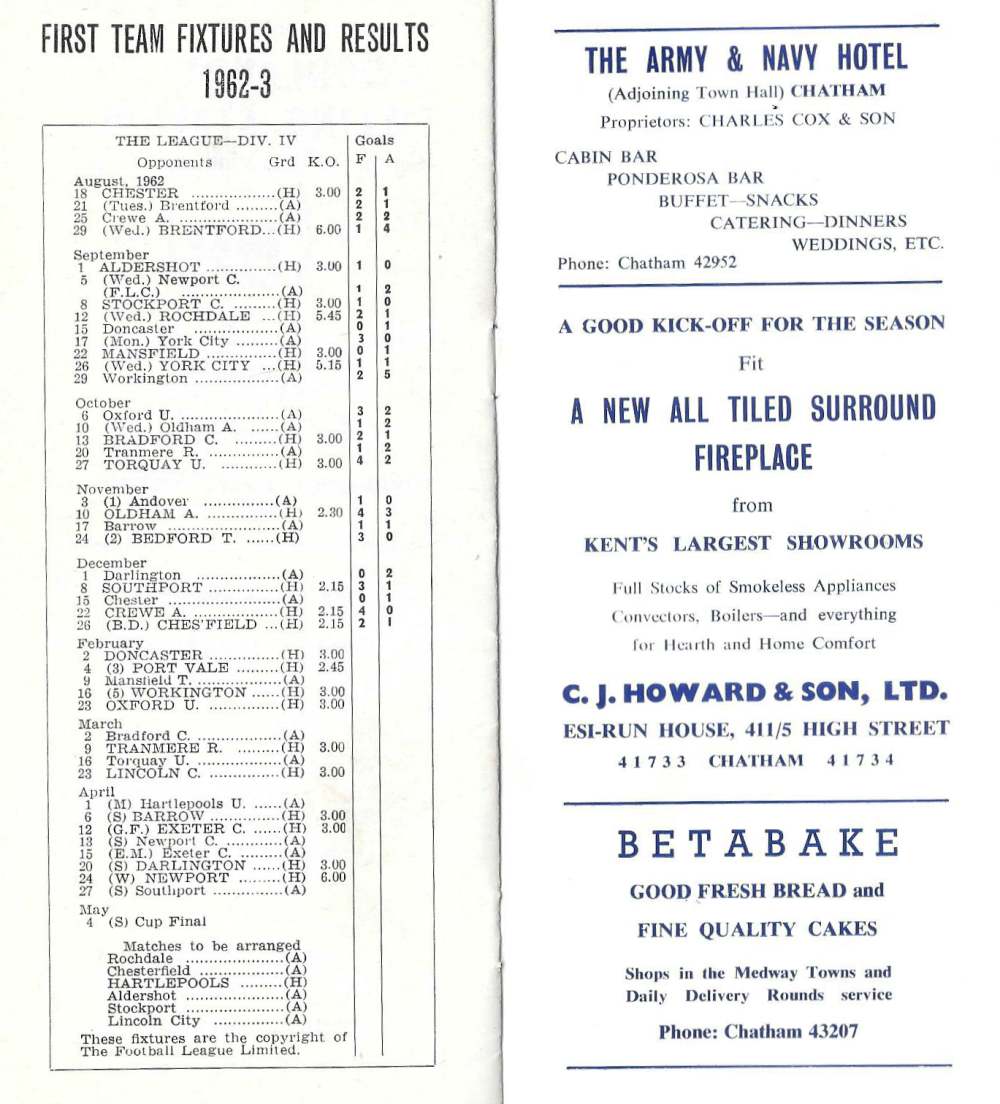 FIRST TEAM FIXTURES AND RESULTS
1962-3
THE LEAGUE—DIV. IV Goals
Opponents Grd K.O. F A
August, 1962
18 CHESTER .................(H) 3.00 2 1
21 (Tues.) Brentford .........(A) 2 1
25 Crewe A. ....................(A) 2 2
29 (Wed.) BRENTFORD...(H) 6.00 1 4
September
1 ALDERSHOT ...............(H) 3.00 1 0
5 (Wed.) Newport C.
(F.L.C.) .....................(A) 1 2
8 STOCKPORT C. .........(H) 3.00 1 0
12 (Wed.) ROCHDALE ...(H) 5.45 2 1
15 Doncaster ..................(A) 0 1
17 (Mon.) York City .........(A) 3 0
22 MANSFIELD ...............(H) 3.00 0 1
26 (Wed.) YORK CITY ...(H) 5.15 1 1
29 Workington ..................(A) 2 5
October
6 Oxford U. .....................(A) 3 2
10 (Wed.) Oldham A. ......(A) 1 2
13 BRADFORD C. .........(H) 3.00 2 1
20 Tranmere R. ...............(A) 1 2
27 TORQUAY U. ............(H) 3.00 4 2
November
3 (1) Andover ...............(A) 1 0
10 OLDHAM A. ...............(H) 2.30 4 3
17 Barrow ........................(A) 1 1
24 (2) BEDFORD T. ......(H) 3 0
December
1 Darlington ..................(A) 0 2
8 SOUTHPORT ...............(H) 2.15 3 1
15 Chester ........................(A) 0 1
22 CREWE A. ..................(H) 2.15 4 0
26 (B.D.) CHES'FIELD ...(H) 2.15 2 1
February
2 DONCASTER ...............(H) 3.00
4 (3) PORT VALE .........(H) 2.45
9 Mansfield T. ...............(A)
16 (5) WORKINGTON ......(H) 3.00
23 OXFORD U. ...............(H) 3.00
March
2 Bradford C. ..................(A)
9 TRANMERE R. .........(H) 3.00
16 Torquay U. ..................(A)
23 LINCOLN C. ...............(H) 3.00
April
1 (M) Hartlepools U. ......(A)
6 (S) BARROW ...............(H) 3.00
12 (G.F.) EXETER C. ......(H) 3.00
13 (S) Newport C. ............(A)
15 (E.M.) Exeter C. .........(A)
20 (S) DARLINGTON ......(H) 3.00
24 (W) NEWPORT .........(H) 6.00
27 (S) Southport ...............(A)
May
4 (S) Cup Final
Matches to be arranged
Rochdale .....................(A)
Chesterfield ..................(A)
HARTLEPOOLS .........(H)
Aldershot .....................(A)
Stockport .....................(A)
Lincoln City ...............(A)
These fixtures are the copyright of
The Football League Limited.
THE ARMY & NAVY HOTEL
(Adjoining Town Hall) CHATHAM
Proprietors: CHARLES COX & SON
CABIN BAR
PONDEROSA BAR
BUFFET—SNACKS
CATERING—DINNERS
WEDDINGS, ETC.
Phone: Chatham 42952
A GOOD KICK-OFF FOR THE SEASON
Fit
A NEW ALL TILED SURROUND
FIREPLACE
from
KENT'S LARGEST SHOWROOMS
Full Stocks of Smokeless Appliances
Convectors, Boilers—and everything
for Hearth and Home Comfort
C. J. HOWARD & SON, LTD.
ESI-RUN HOUSE, 411/5 HIGH STREET
41733 CHATHAM 41734
BETABAKE
GOOD FRESH BREAD and
FINE QUALITY CAKES
Shops in the Medway Towns and
Daily Delivery Rounds service
Phone: Chatham 43207